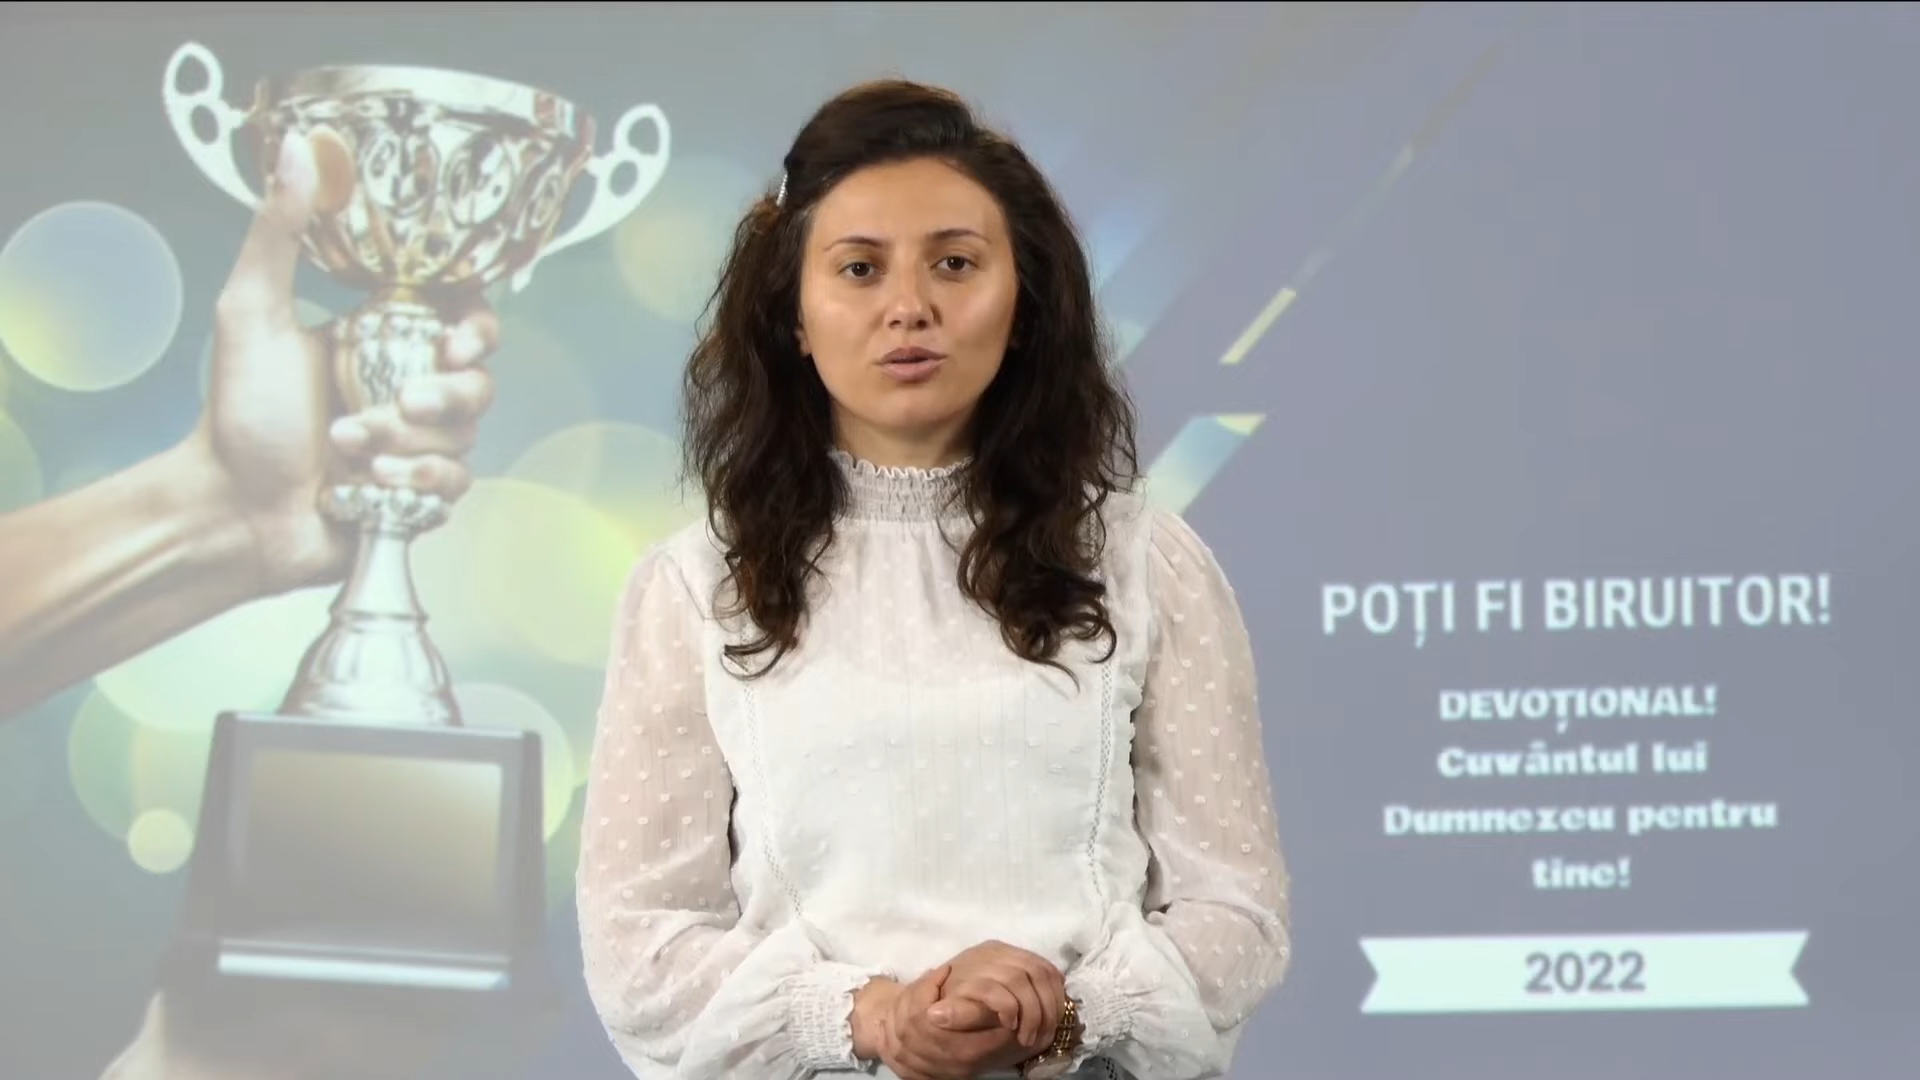 POȚI FI BIRUITOR!
DEVOȚIONAL!
Cuvântul lui
Dumnezeu pentru
tine!
2022